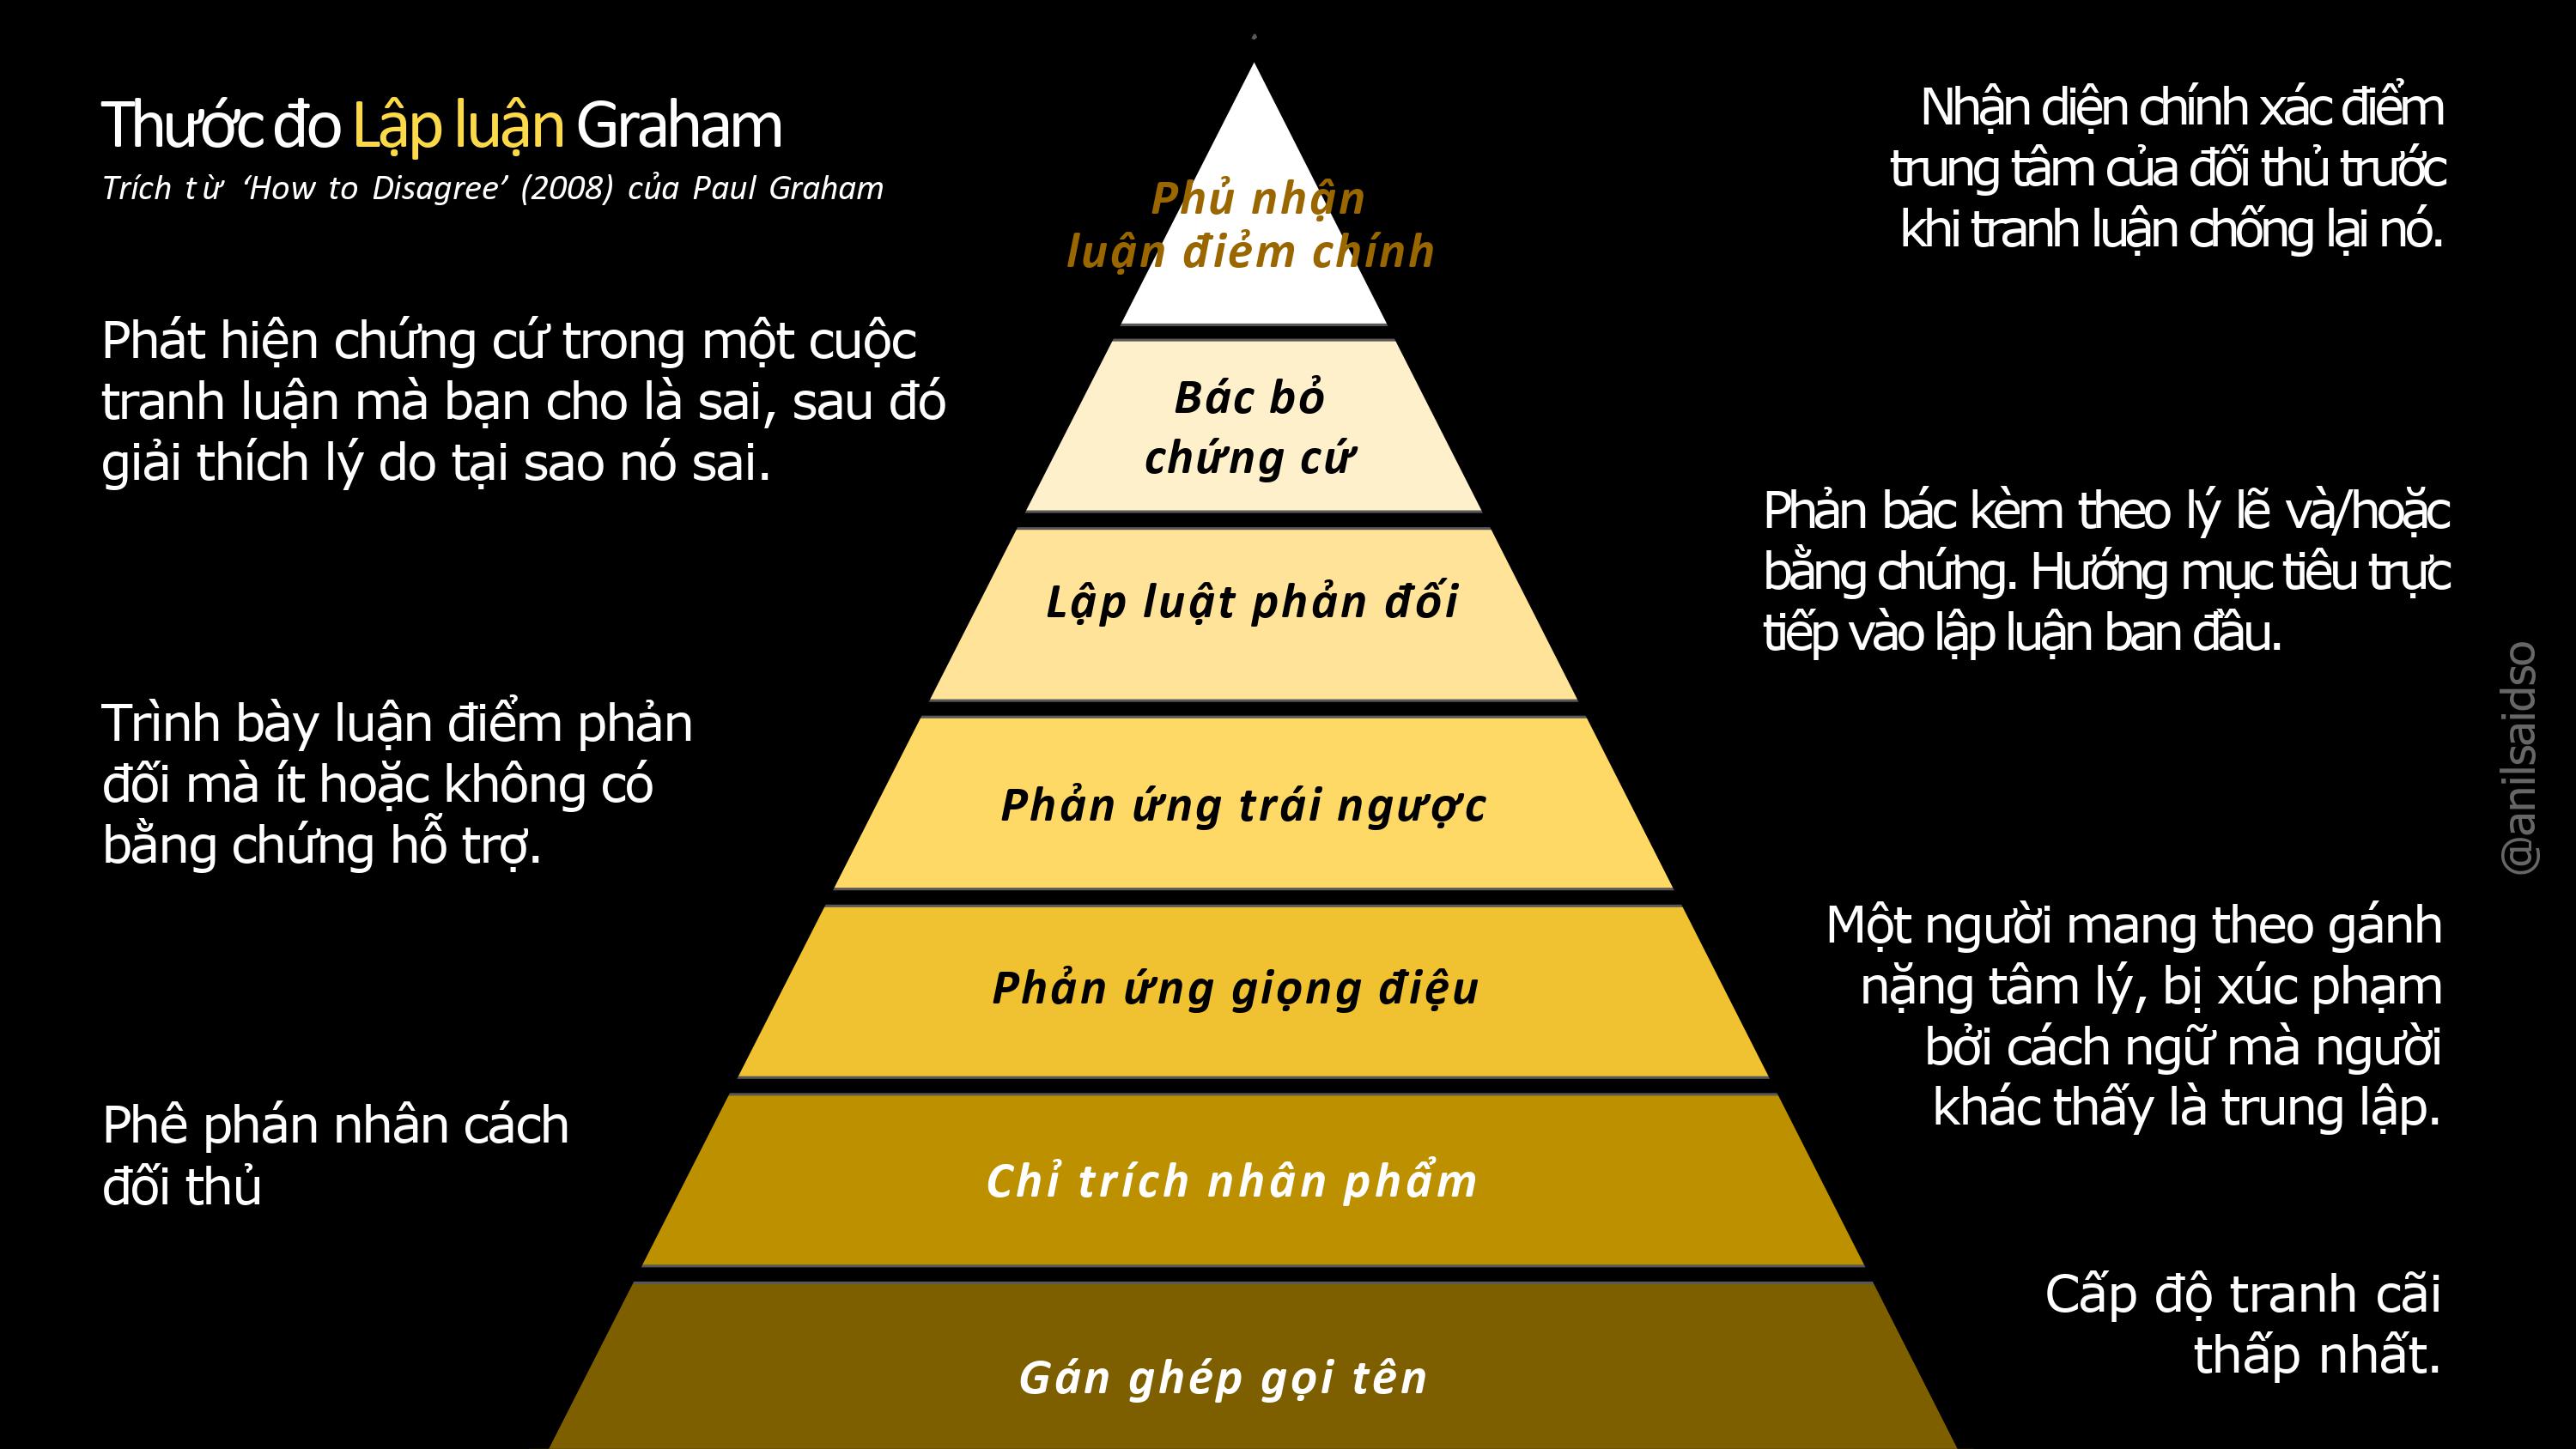 Thước đo Lập luận Graham
Trích từ ‘How to Disagree’ (2008) của Paul Graham
Phủ nhận
luận điẻm chính
Nhận diện chính xác điểm
trung tâm của đối thủ trước
khi tranh luận chống lại nó.
Phát hiện chứng cứ trong một cuộc
tranh luận mà bạn cho là sai, sau đó
giải thích lý do tại sao nó sai.
Bác bỏ
chứng cứ
Lập luật phản đối
Phản bác kèm theo lý lẽ và/hoặc
bằng chứng. Hướng mục tiêu trực
tiếp vào lập luận ban đầu.
Trình bày luận điểm phản
đối mà ít hoặc không có
bằng chứng hỗ trợ.
Phản ứng trái ngược
Phản ứng giọng điệu
Một người mang theo gánh
nặng tâm lý, bị xúc phạm
bởi cách ngữ mà người
khác thấy là trung lập.
Phê phán nhân cách
đối thủ
Chỉ trích nhân phẩm
Gán ghép gọi tên
Cấp độ tranh cãi
thấp nhất.
@anilsaidso